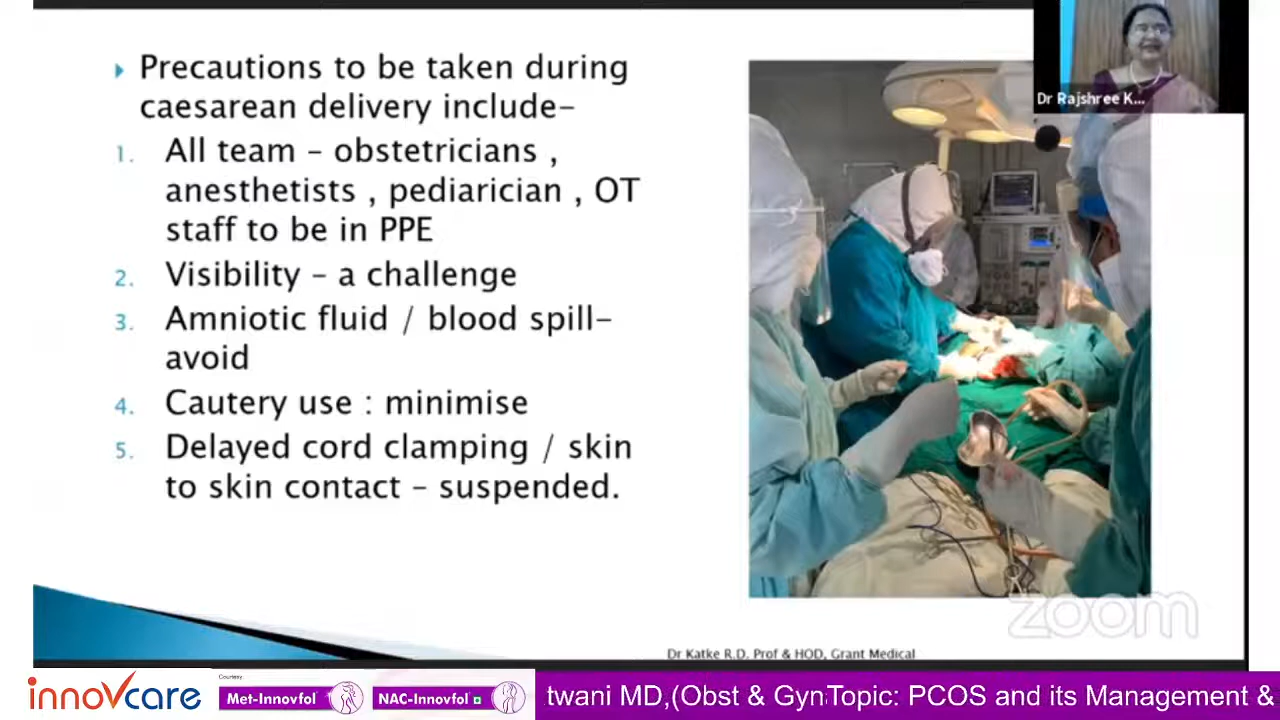 Precautions to be taken during
caesarean delivery include-
1. All team - obstetricians ,
anesthetists , pediarician , OT
staff to be in PPE
2. Visibility - a challenge
3. Amniotic fluid / blood spill-
avoid
4. Cautery use : minimise
5. Delayed cord clamping / skin
to skin contact - suspended.
Dr Rajshree K...
zoom
Dr Katke R.D. Prof & HOD, Grant Medical
innovcare
Courtesy
Met-Innovfol
NAC-Innovfol
twani MD,(Obst & Gyn Topic: PCOS and its Management &